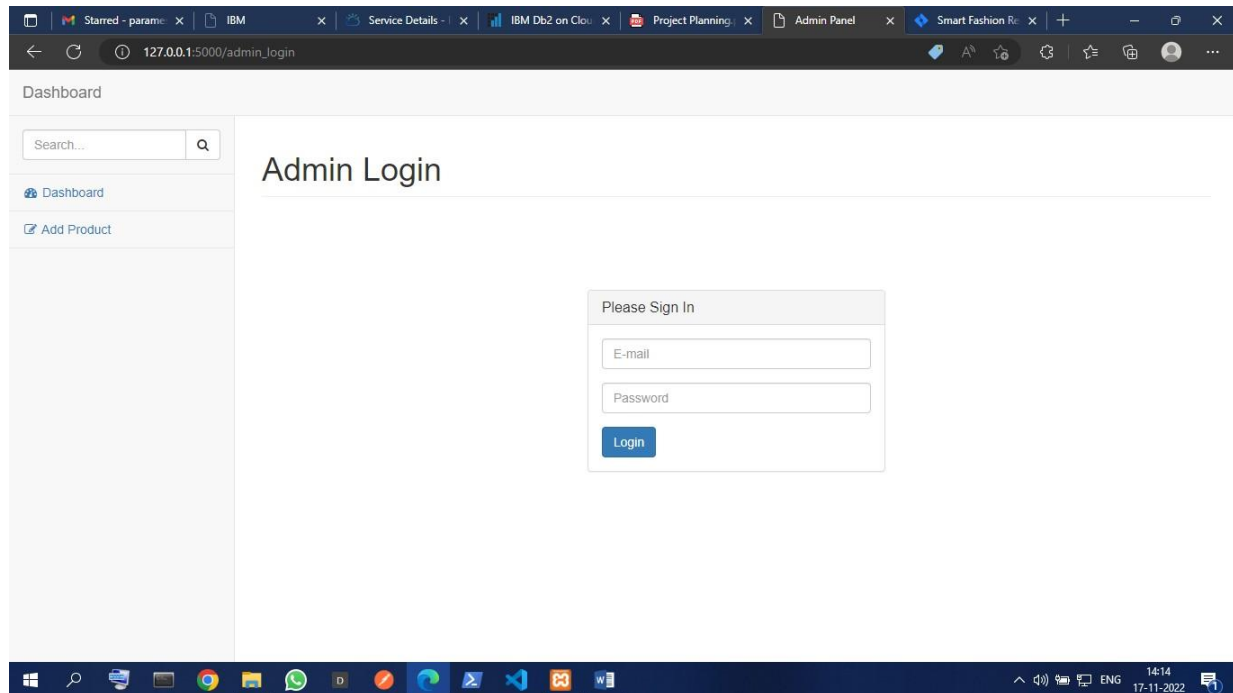 Starred - parame IBM Service Details - IBM Db2 on Clou Project Planning. Admin Panel Smart Fashion Re
127.0.0.1:5000/admin_login
Dashboard
Search...
Dashboard
Add Product
Admin Login
Please Sign In
E-mail
Password
Login
ENG
14:14
17-11-2022